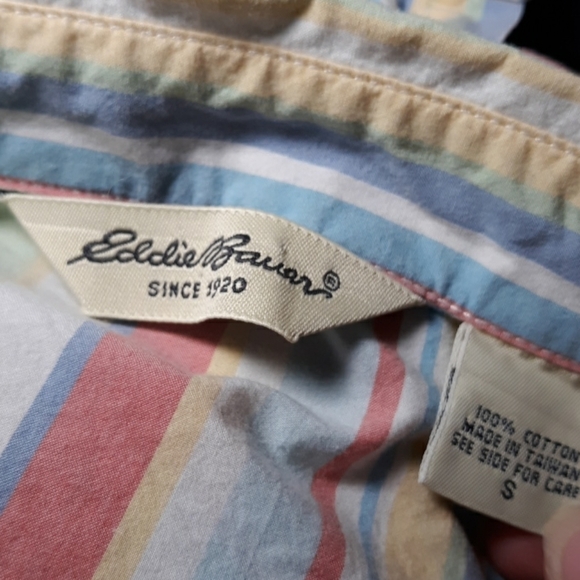 Eddie Bauer®
SINCE 1920
100% COTTON
MADE IN TAIWAN
SEE SIDE FOR CARE
S